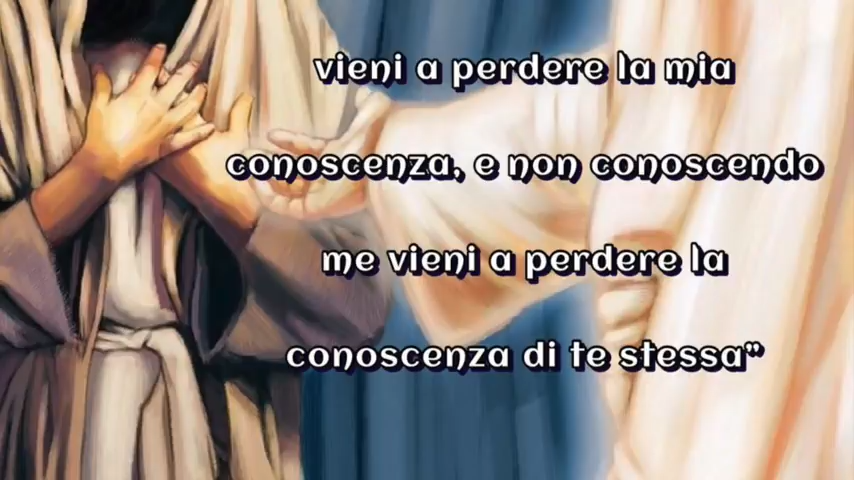 vieni a perdere la mia
conoscenza, e non conoscendo
me vieni a perdere la
conoscenza di te stessa”